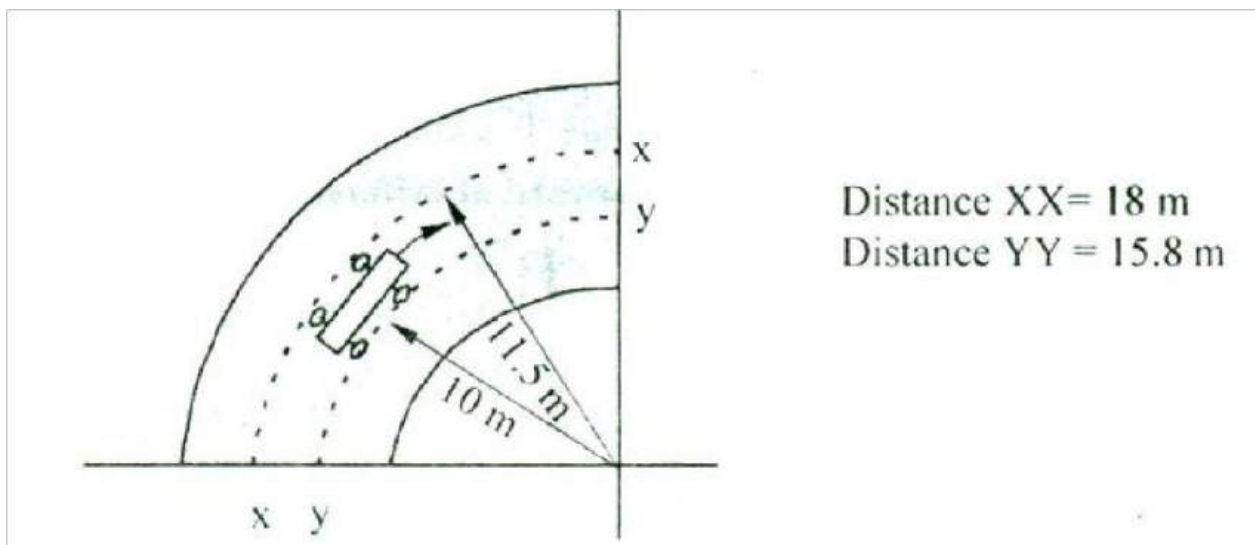 x
y
Distance XX= 18 m
Distance YY = 15.8 m
11.5 m
10 m
x y